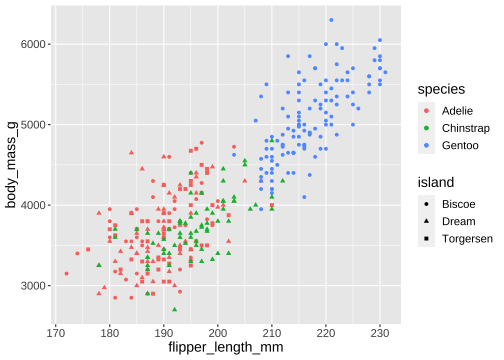 6000
5000
4000
3000
body_mass_g
170 180 190 200 210 220 230
flipper_length_mm
species
Adelie
Chinstrap
Gentoo
island
Biscoe
Dream
Torgersen